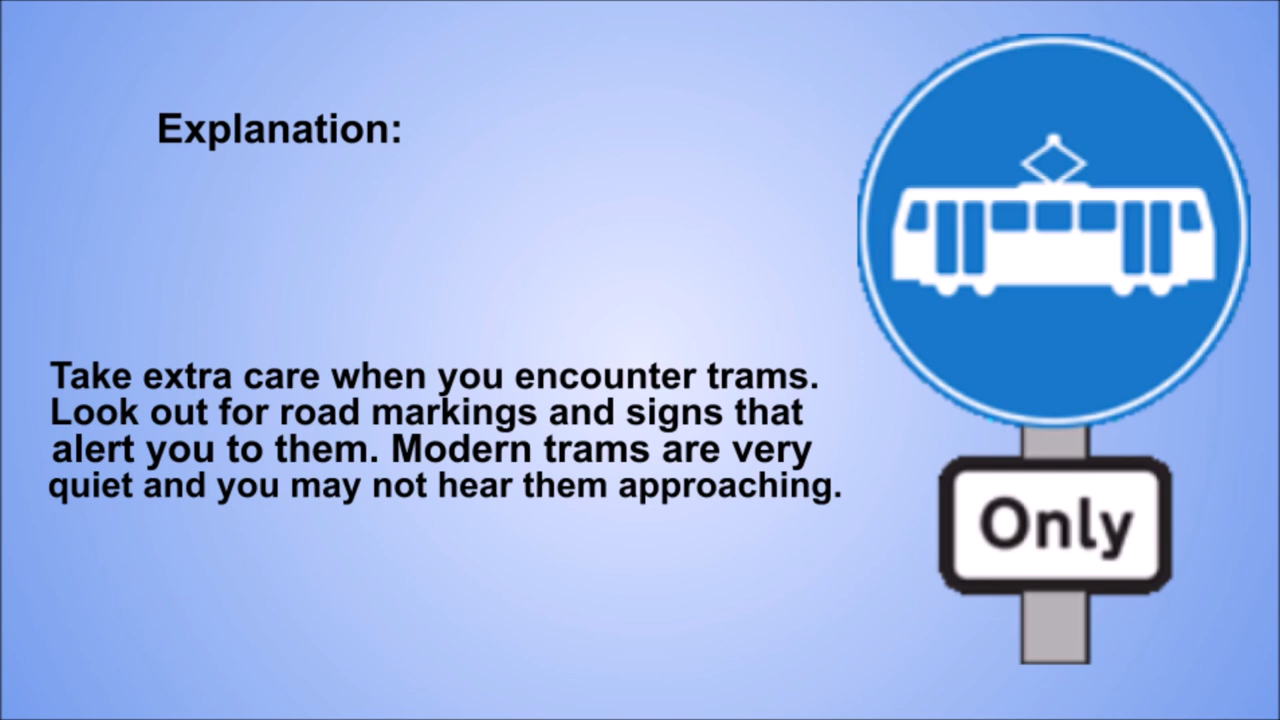 Explanation:
Take extra care when you encounter trams.
Look out for road markings and signs that
alert you to them. Modern trams are very
quiet and you may not hear them approaching.
Only